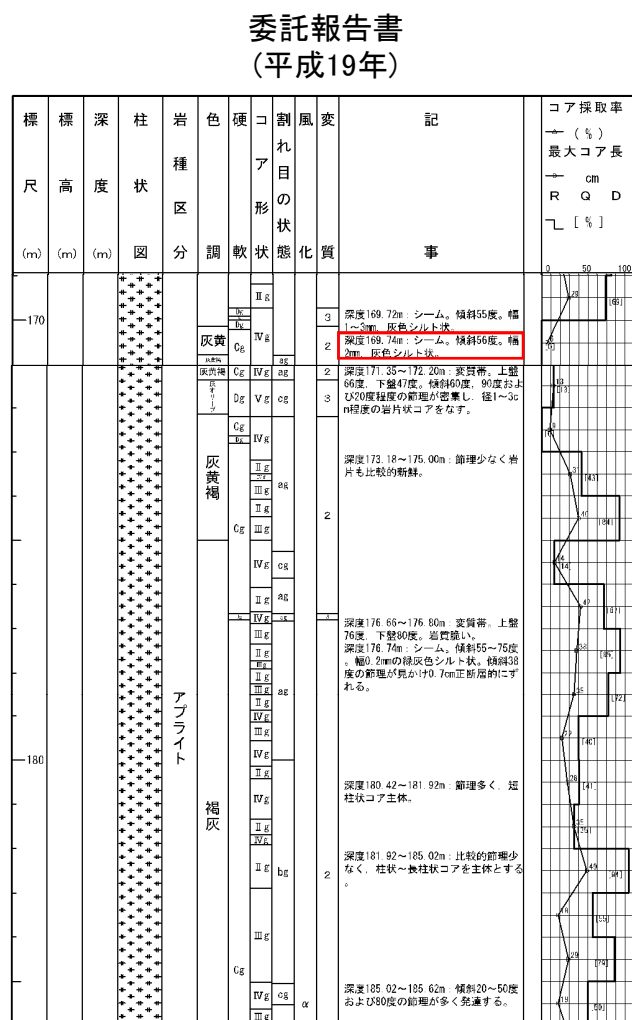 委託報告書
(平成19年)
標尺(m)
標高(m)
深度(m)
柱状図
岩種区分
色調
硬軟
コア形状
割れ目の状態
風化
変質
記事
コア採取率
(%)
最大コア長
cm
R Q D
[%]
0 50 100
170
180
アプライト
灰黄
灰黄褐
灰オリーブ
灰黄褐
褐灰
Dg
Dg
Cg
Cg
Dg
Cg
Cg
Cg
Ⅱg
Ⅳg
Ⅳg
Ⅴg
Ⅳg
Ⅱg
Ⅲg
Ⅱg
Ⅲg
Ⅳg
Ⅱg
Ⅳg
Ⅲg
Ⅱg
Ⅲg
Ⅱg
Ⅲg
Ⅱg
Ⅳg
Ⅲg
Ⅳg
Ⅱg
Ⅳg
Ⅱg
Ⅳg
Ⅱg
Ⅲg
Ⅳg
Ⅲg
ag
ag
cg
ag
cg
ag
ag
bg
cg
α
3
2
2
3
2
2
深度169.72m:シーム。傾斜55度。幅
1~3mm、灰色シルト状。
深度169.74m:シーム。傾斜56度。幅
2mm、灰色シルト状。
深度171.35~172.20m:変質帯。上盤
66度、下盤47度。傾斜60度、90度およ
び20度程度の節理が密集し、径1~3c
m程度の岩片状コアをなす。
深度173.18~175.00m:節理少なく岩
片も比較的新鮮。
深度176.66~176.80m:変質帯。上盤
76度、下盤80度。岩質脆い。
深度176.74m:シーム。傾斜55~75度
。幅0.2mmの緑灰色シルト状。傾斜38
度の節理が見かけ0.7cm正断層的にず
れる。
深度180.42~181.92m:節理多く、短
柱状コア主体。
深度181.92~185.02m:比較的節理少
なく、柱状~長柱状コアを主体とする
。
深度185.02~185.62m:傾斜20~50度
および80度の節理が多く発達する。